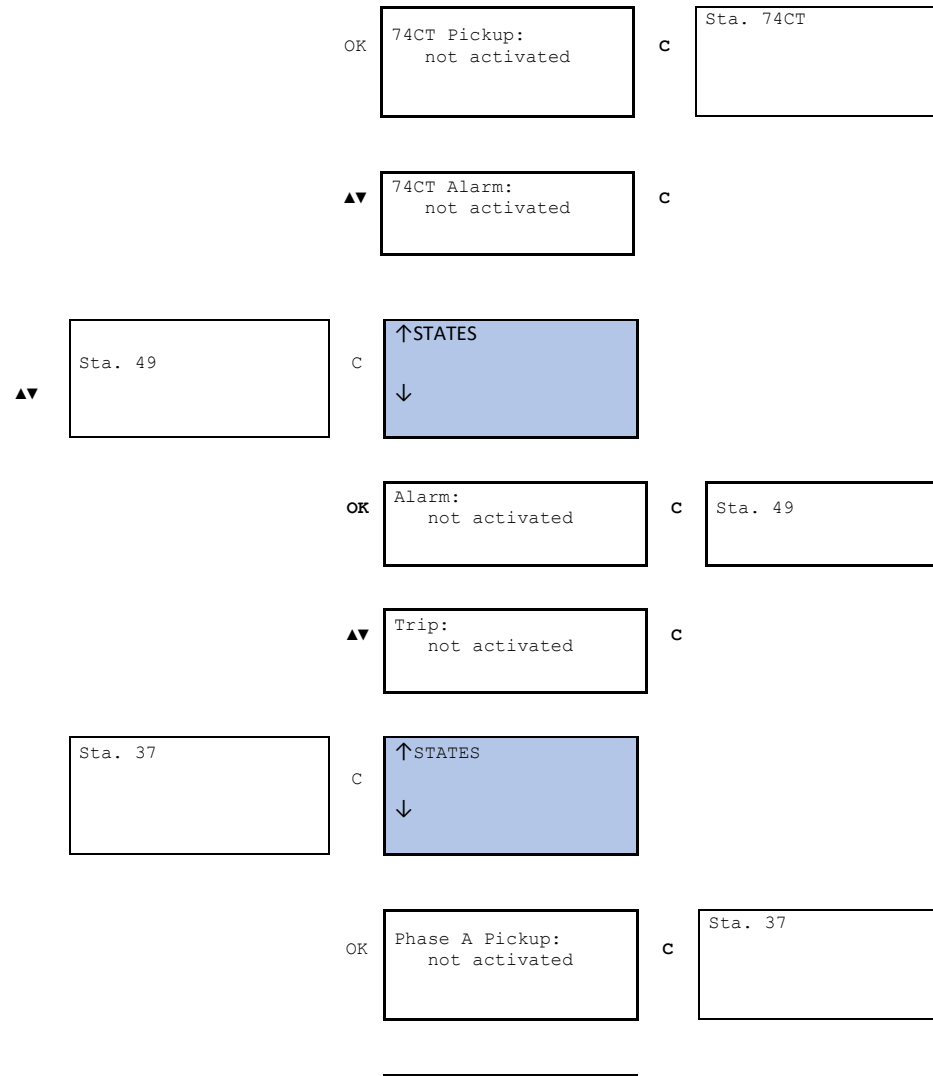 OK
74CT Pickup:
not activated
C
Sta. 74CT
▲▼
74CT Alarm:
not activated
C
▲▼
Sta. 49
C
↑STATES
↓
OK
Alarm:
not activated
C
Sta. 49
▲▼
Trip:
not activated
C
Sta. 37
C
↑STATES
↓
OK
Phase A Pickup:
not activated
C
Sta. 37